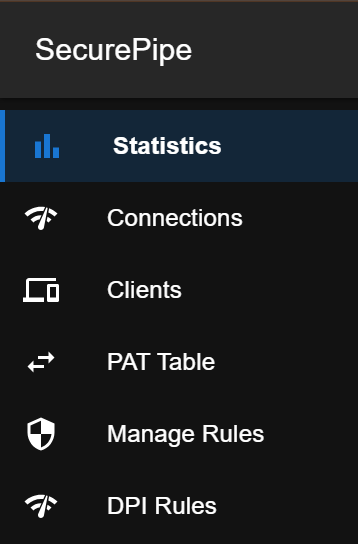 SecurePipe
Statistics
Connections
Clients
PAT Table
Manage Rules
DPI Rules